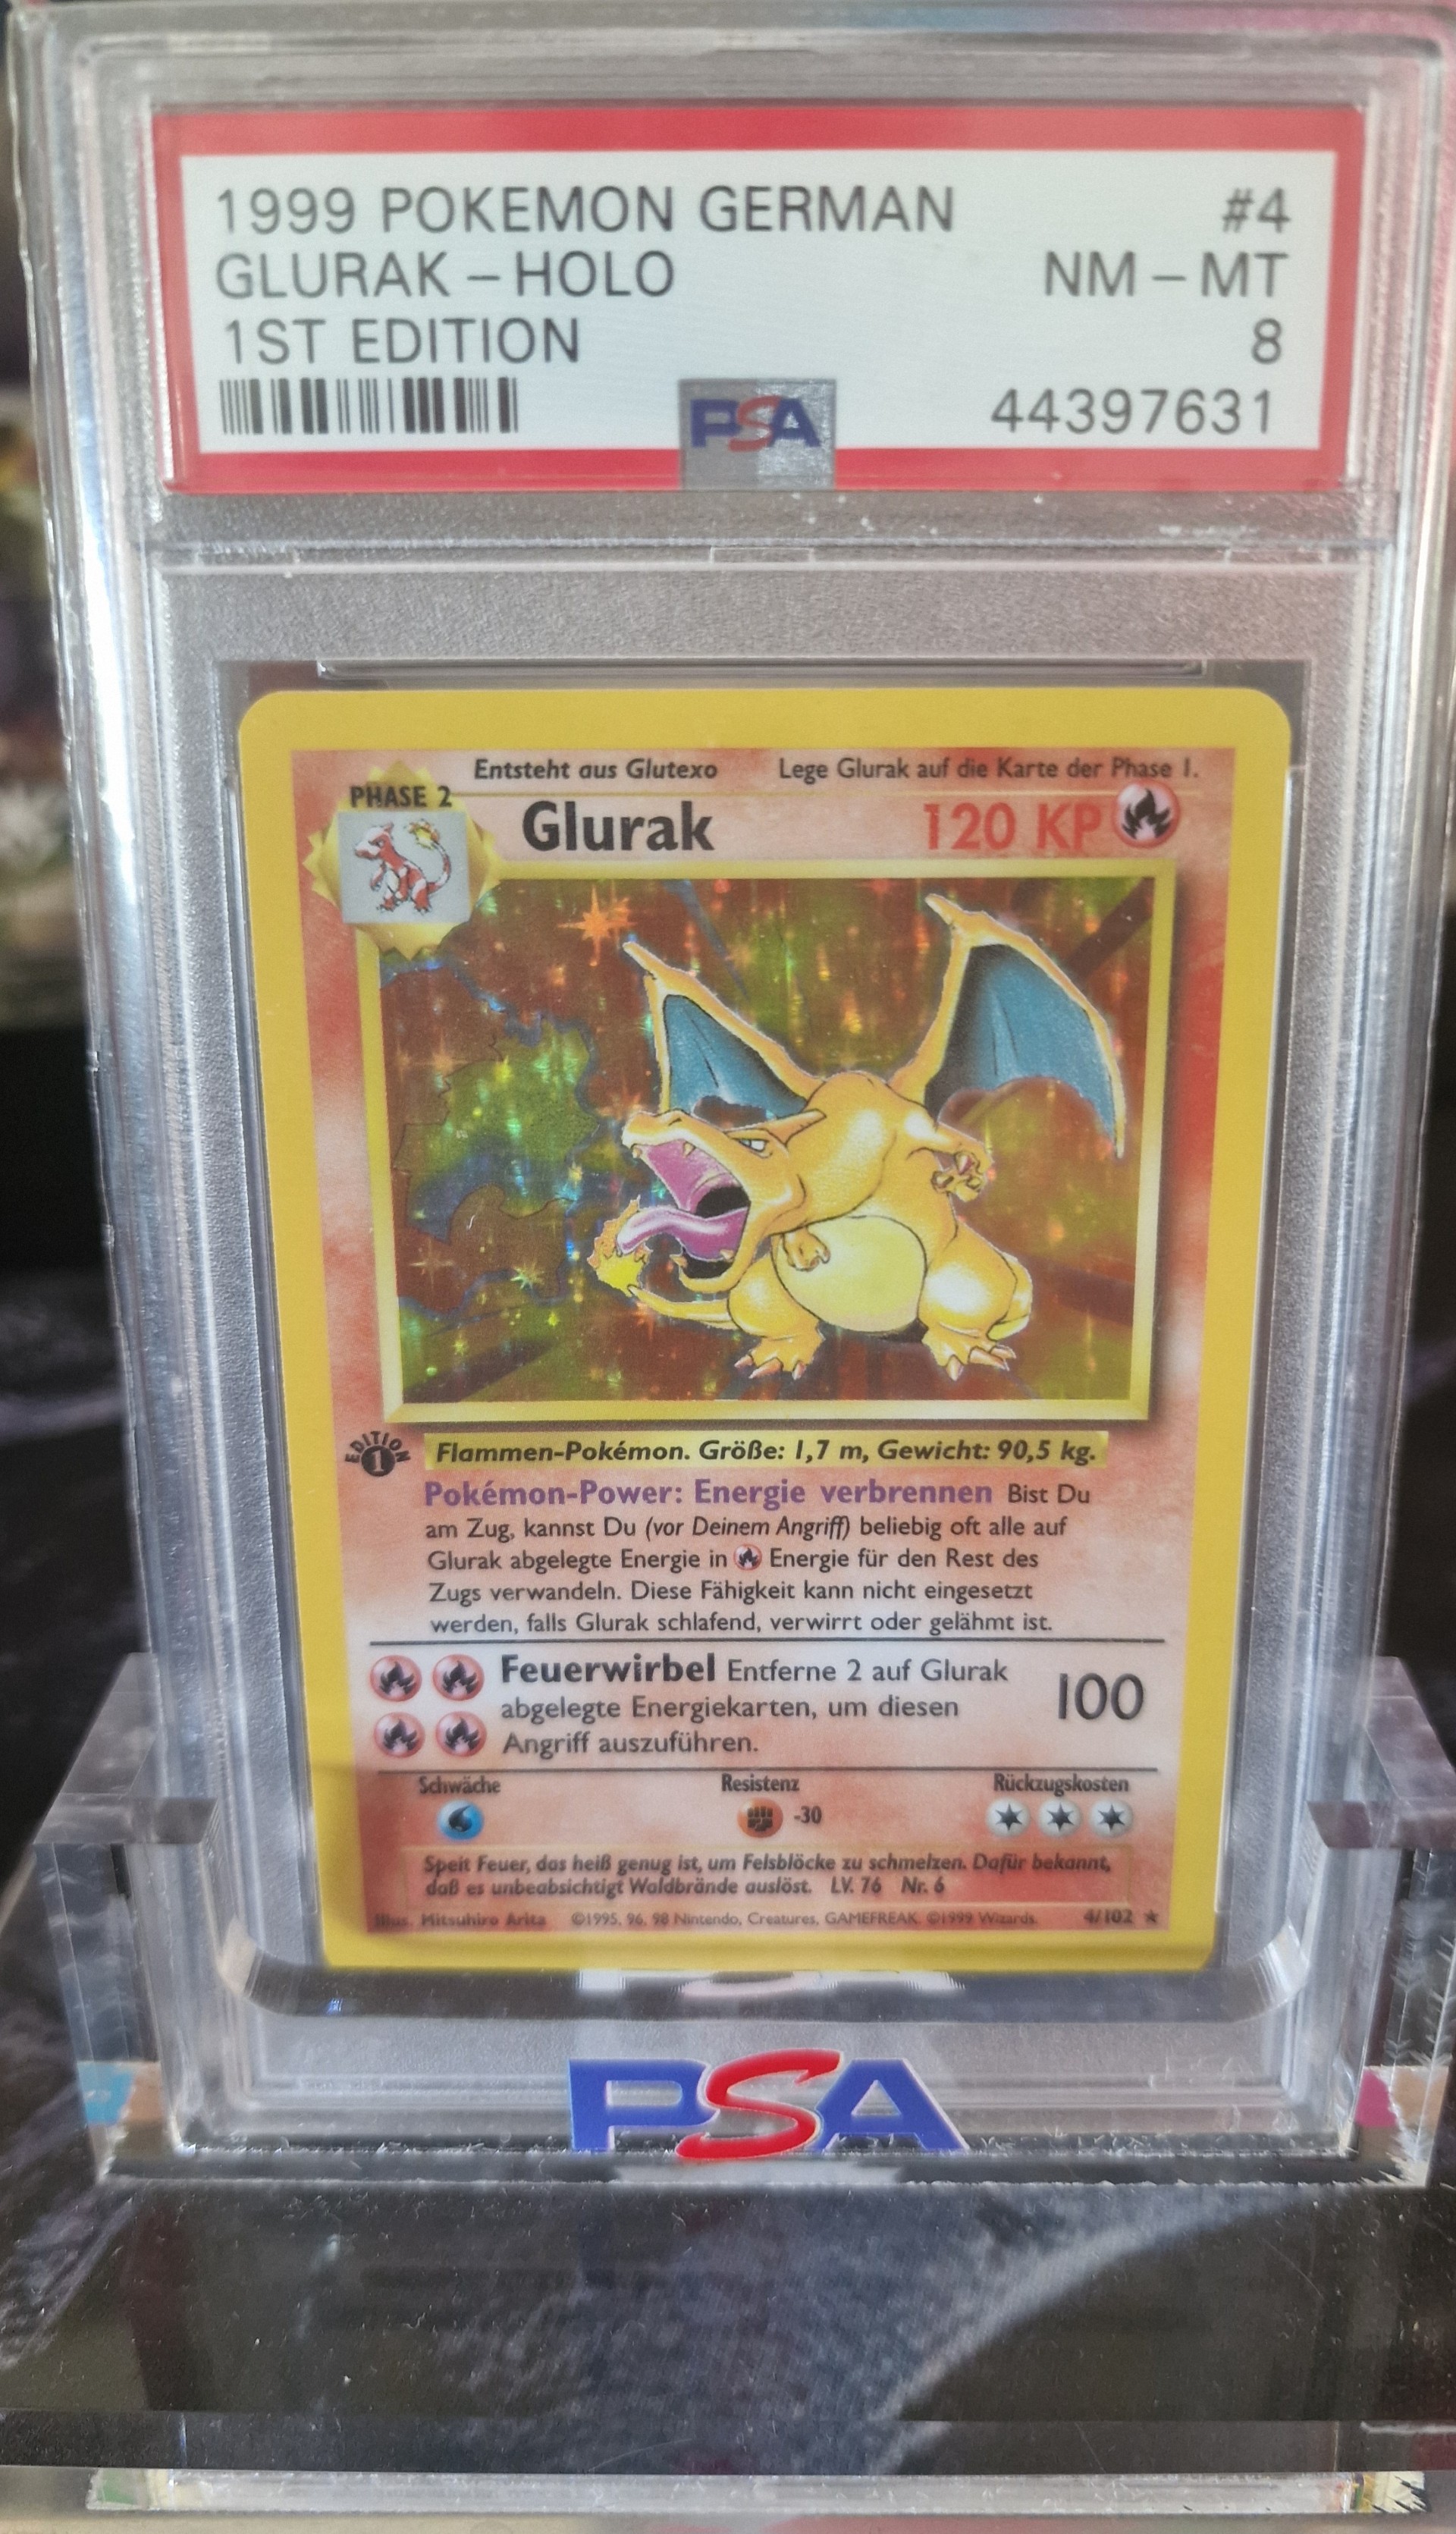 1999 POKEMON GERMAN #4
GLURAK – HOLO NM – MT
1ST EDITION 8
PSA 44397631
Entsteht aus Glutexo Lege Glurak auf die Karte der Phase 1.
PHASE 2
Glurak 120 KP
EDITION 1
Flammen-Pokémon. Größe: 1,7 m, Gewicht: 90,5 kg.
Pokémon-Power: Energie verbrennen Bist Du
am Zug, kannst Du (vor Deinem Angriff) beliebig oft alle auf
Glurak abgelegte Energie in Energie für den Rest des
Zugs verwandeln. Diese Fähigkeit kann nicht eingesetzt
werden, falls Glurak schlafend, verwirrt oder gelähmt ist.
Feuerwirbel Entferne 2 auf Glurak
abgelegte Energiekarten, um diesen
Angriff auszuführen.
100
Schwäche Resistenz Rückzugskosten
-30
Speit Feuer, das heiß genug ist, um Felsblöcke zu schmelzen. Dafür bekannt,
daß es unbeabsichtigt Waldbrände auslöst. LV. 76 Nr. 6
Illus. Mitsuhiro Arita ©1995, 96, 98 Nintendo, Creatures, GAMEFREAK. ©1999 Wizards. 4/102 ★
PSA